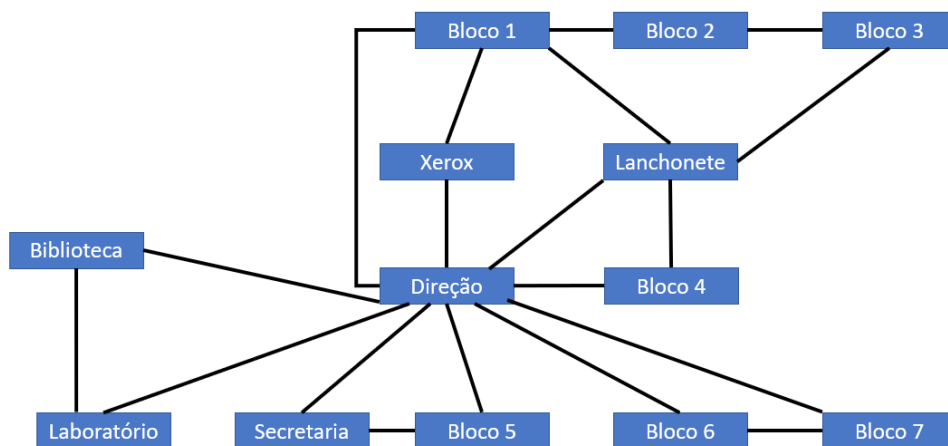 Bloco 1
Bloco 2
Bloco 3
Xerox
Lanchonete
Biblioteca
Direção
Bloco 4
Laboratório
Secretaria
Bloco 5
Bloco 6
Bloco 7